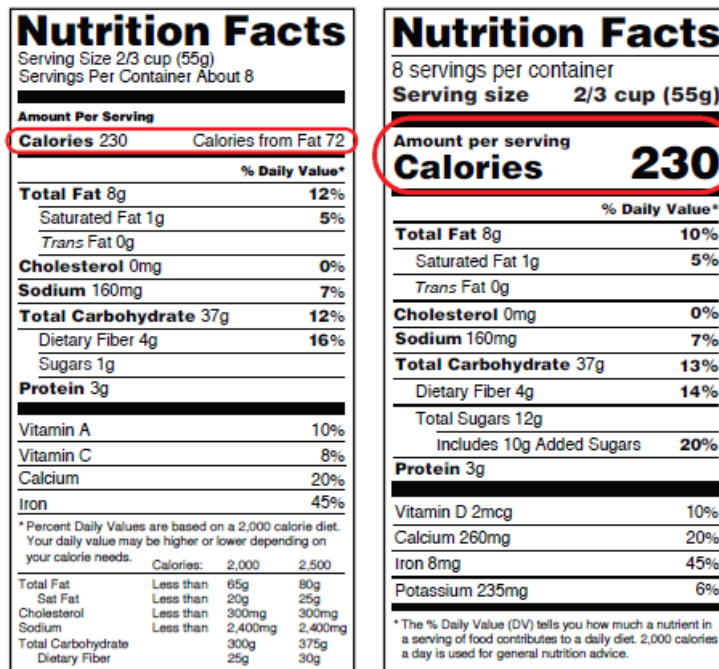 Nutrition Facts
Serving Size 2/3 cup (55g)
Servings Per Container About 8
Amount Per Serving
Calories 230 Calories from Fat 72
% Daily Value*
Total Fat 8g 12%
Saturated Fat 1g 5%
Trans Fat 0g
Cholesterol 0mg 0%
Sodium 160mg 7%
Total Carbohydrate 37g 12%
Dietary Fiber 4g 16%
Sugars 1g
Protein 3g
Vitamin A 10%
Vitamin C 8%
Calcium 20%
Iron 45%
* Percent Daily Values are based on a 2,000 calorie diet.
Your daily value may be higher or lower depending on
your calorie needs.
Calories: 2,000 2,500
Total Fat Less than 65g 80g
Sat Fat Less than 20g 25g
Cholesterol Less than 300mg 300mg
Sodium Less than 2,400mg 2,400mg
Total Carbohydrate 300g 375g
Dietary Fiber 25g 30g
Nutrition Facts
8 servings per container
Serving size 2/3 cup (55g)
Amount per serving
Calories 230
% Daily Value*
Total Fat 8g 10%
Saturated Fat 1g 5%
Trans Fat 0g
Cholesterol 0mg 0%
Sodium 160mg 7%
Total Carbohydrate 37g 13%
Dietary Fiber 4g 14%
Total Sugars 12g
Includes 10g Added Sugars 20%
Protein 3g
Vitamin D 2mcg 10%
Calcium 260mg 20%
Iron 8mg 45%
Potassium 235mg 6%
* The % Daily Value (DV) tells you how much a nutrient in
a serving of food contributes to a daily diet. 2,000 calories
a day is used for general nutrition advice.